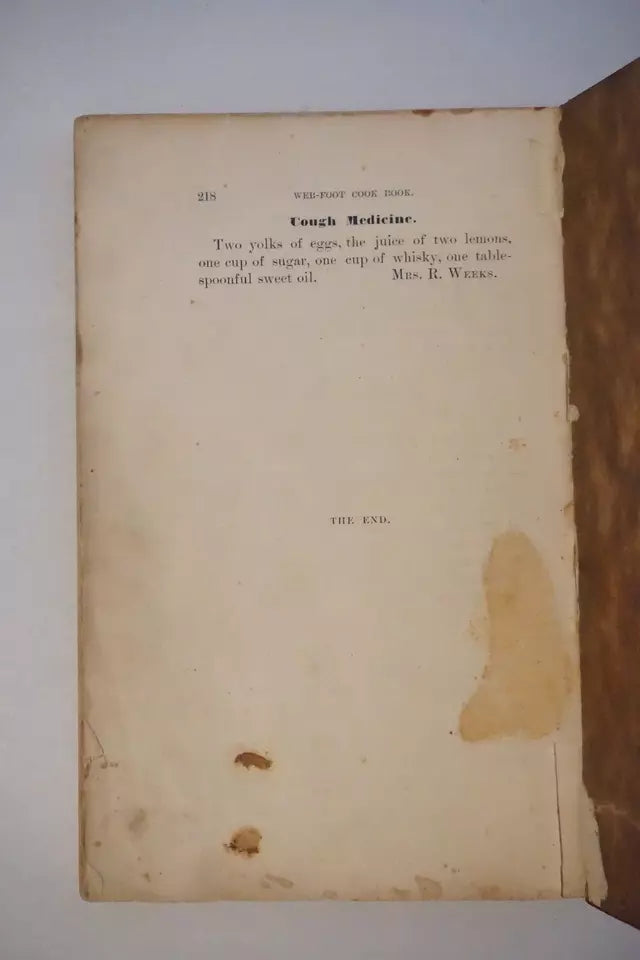 218 WEB-FOOT COOK BOOK.
Cough Medicine.
Two yolks of eggs, the juice of two lemons,
one cup of sugar, one cup of whisky, one table-
spoonful sweet oil. MRS. R. WEEKS.
THE END.